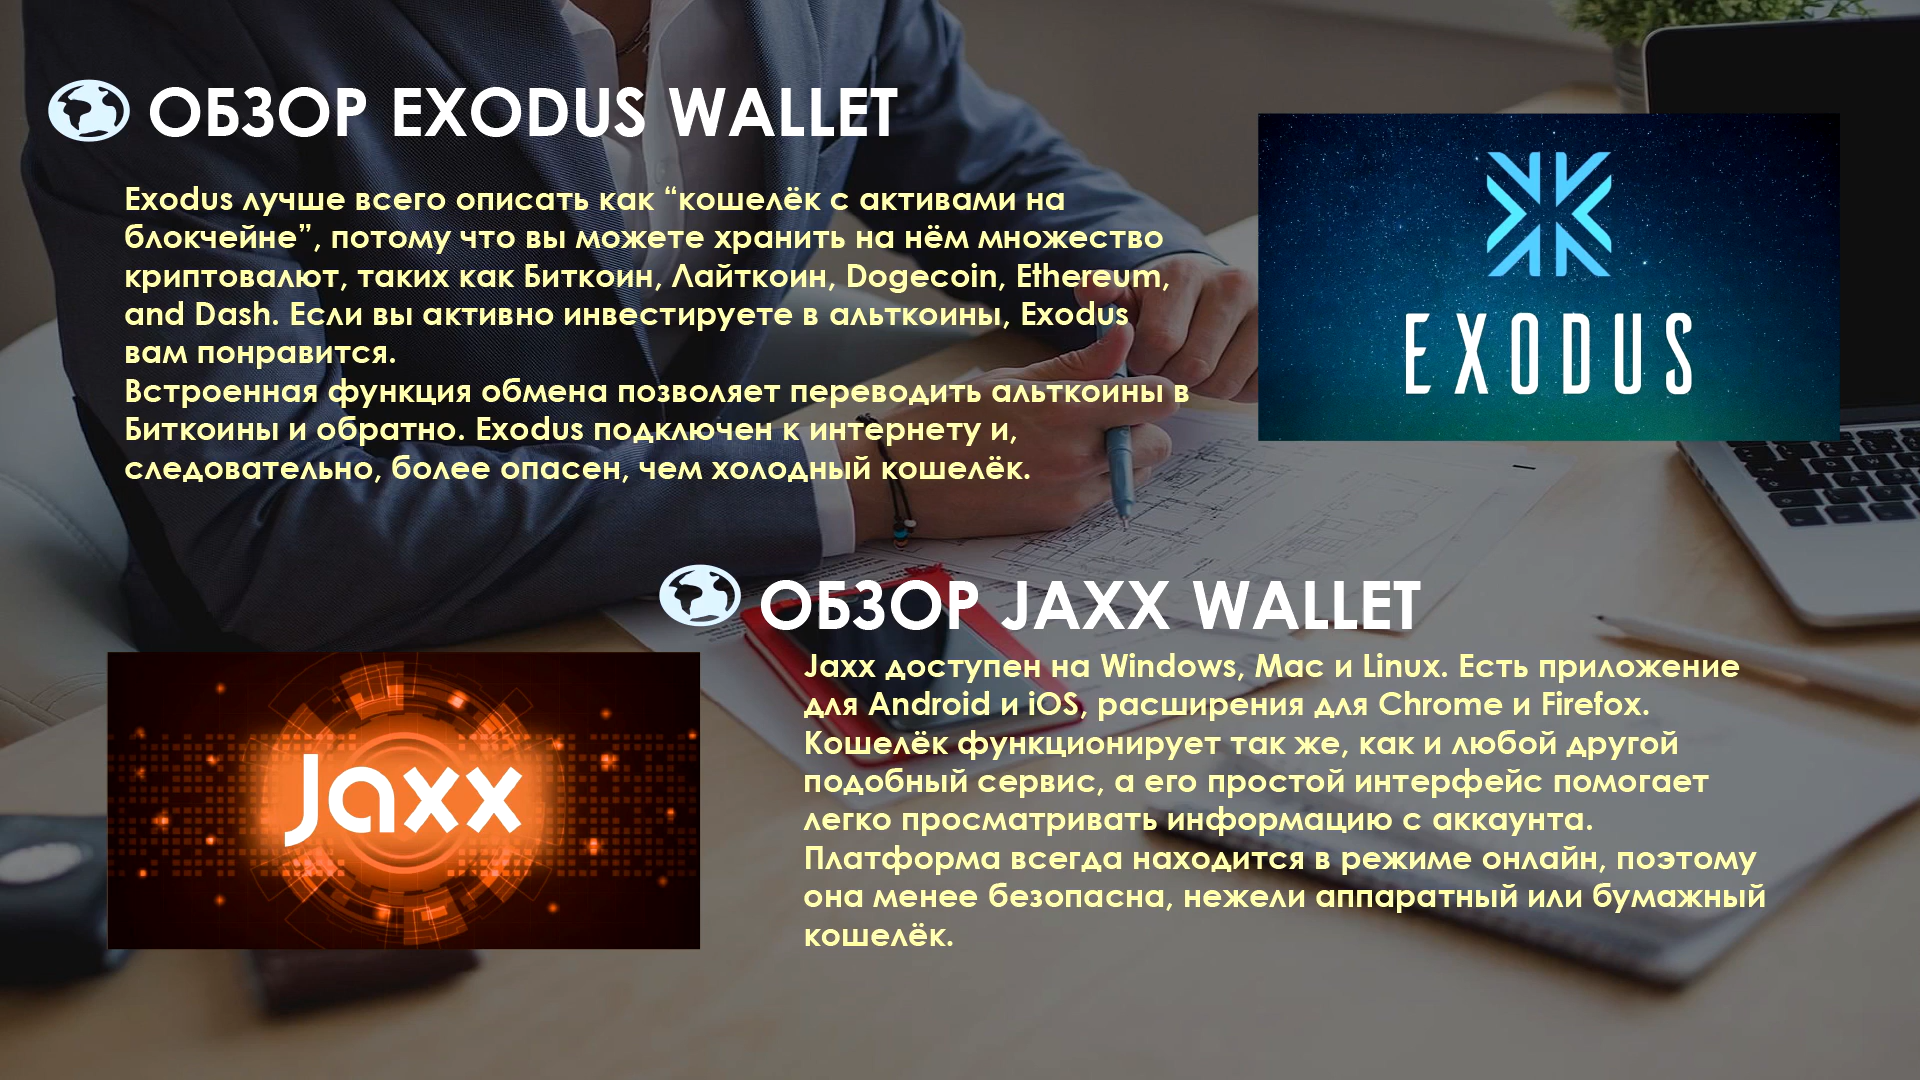 ОБЗОР EXODUS WALLET
Exodus лучше всего описать как “кошелёк с активами на
блокчейне”, потому что вы можете хранить на нём множество
криптовалют, таких как Биткоин, Лайткоин, Dogecoin, Ethereum,
and Dash. Если вы активно инвестируете в альткоины, Exodus
вам понравится.
Встроенная функция обмена позволяет переводить альткоины в
Биткоины и обратно. Exodus подключен к интернету и,
следовательно, более опасен, чем холодный кошелёк.
EXODUS
ОБЗОР JAXX WALLET
Jaxx доступен на Windows, Mac и Linux. Есть приложение
для Android и iOS, расширения для Chrome и Firefox.
Кошелёк функционирует так же, как и любой другой
подобный сервис, а его простой интерфейс помогает
легко просматривать информацию с аккаунта.
Платформа всегда находится в режиме онлайн, поэтому
она менее безопасна, нежели аппаратный или бумажный
кошелёк.
Jaxx